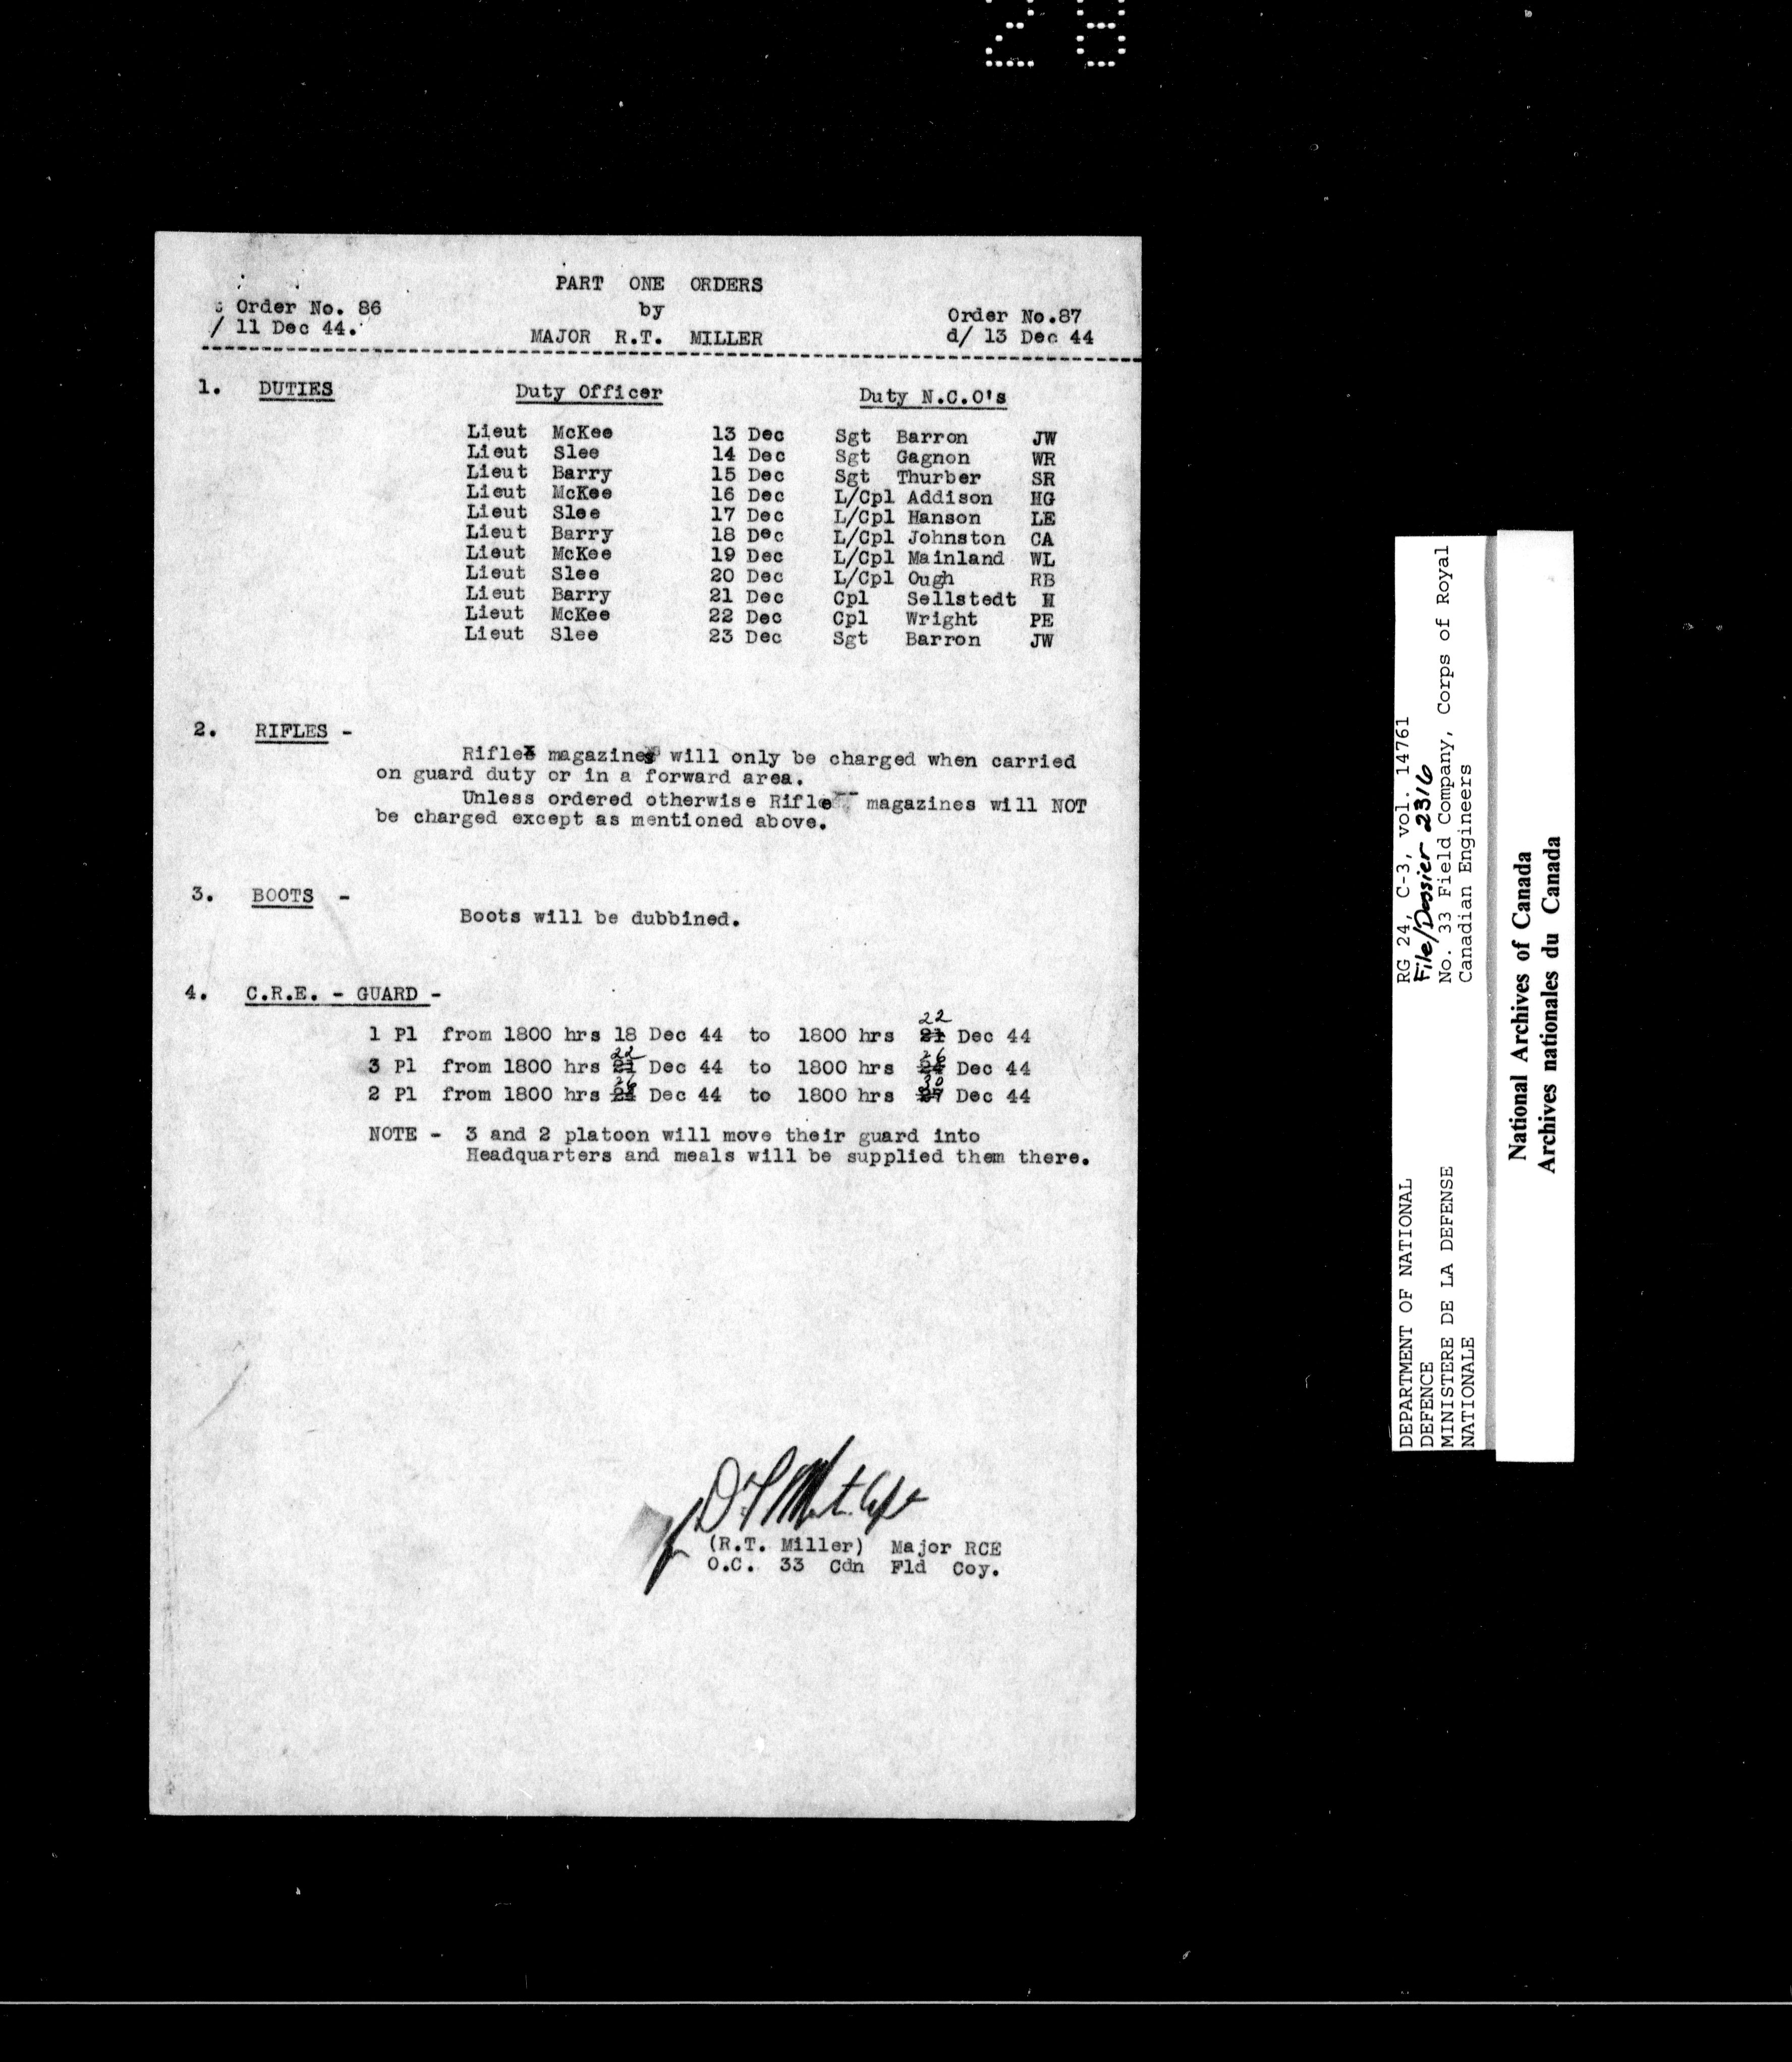 28
PART ONE ORDERS
Order No. 86 by Order No.87
/ 11 Dec 44. MAJOR R.T. MILLER d/ 13 Dec 44
1. DUTIES Duty Officer Duty N.C.O's
Lieut McKee 13 Dec Sgt Barron JW
Lieut Slee 14 Dec Sgt Gagnon WR
Lieut Barry 15 Dec Sgt Thurber SR
Lieut McKee 16 Dec L/Cpl Addison HG
Lieut Slee 17 Dec L/Cpl Hanson LE
Lieut Barry 18 Dec L/Cpl Johnston CA
Lieut McKee 19 Dec L/Cpl Mainland WL
Lieut Slee 20 Dec L/Cpl Ough RB
Lieut Barry 21 Dec Cpl Sellstedt H
Lieut McKee 22 Dec Cpl Wright PE
Lieut Slee 23 Dec Sgt Barron JW
2. RIFLES -
Rifle magazines will only be charged when carried
on guard duty or in a forward area.
Unless ordered otherwise Rifle magazines will NOT
be charged except as mentioned above.
3. BOOTS -
Boots will be dubbined.
4. C.R.E. - GUARD -
22
1 Pl from 1800 hrs 18 Dec 44 to 1800 hrs 21 Dec 44
22 26
3 Pl from 1800 hrs 21 Dec 44 to 1800 hrs 24 Dec 44
26 30
2 Pl from 1800 hrs 24 Dec 44 to 1800 hrs 27 Dec 44
NOTE - 3 and 2 platoon will move their guard into
Headquarters and meals will be supplied them there.
(R.T. Miller) Major RCE
O.C. 33 Cdn Fld Coy.
DEPARTMENT OF NATIONAL
DEFENCE
MINISTERE DE LA DEFENSE
NATIONALE
RG 24, C-3, vol. 14761
File/Dossier 2316
No. 33 Field Company, Corps of Royal
Canadian Engineers
National Archives of Canada
Archives nationales du Canada